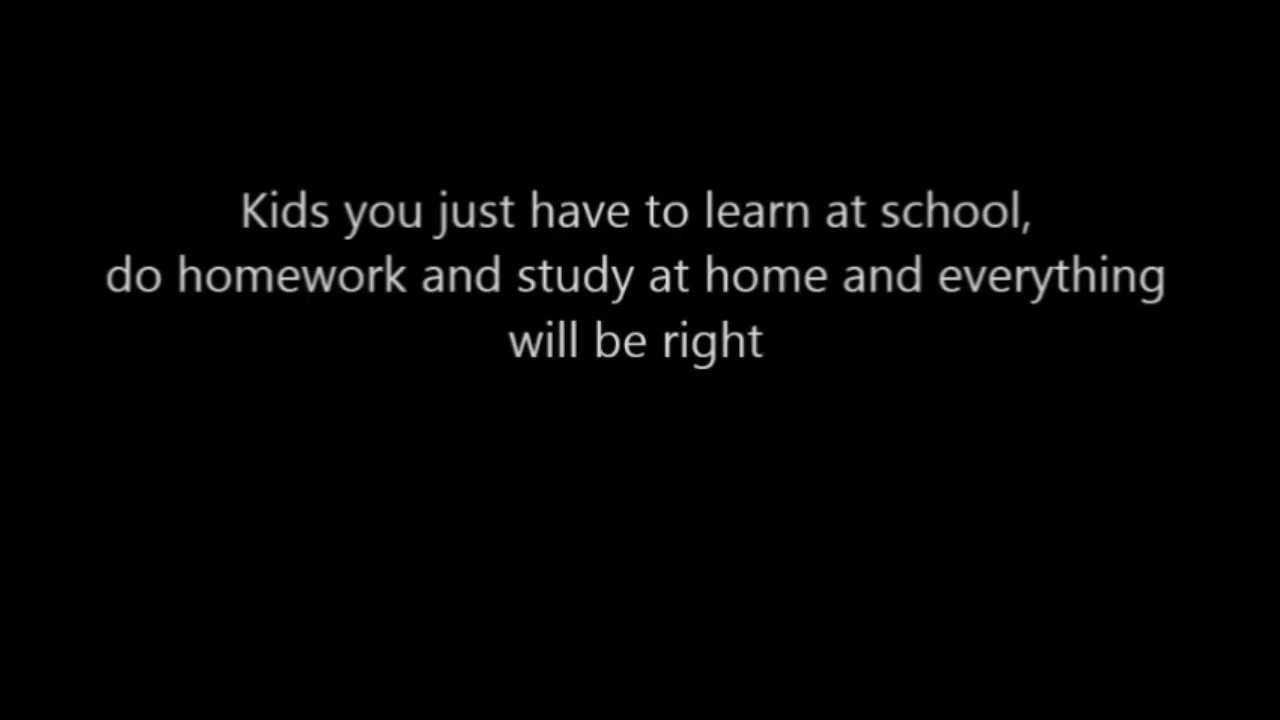 Kids you just have to learn at school,
do homework and study at home and everything
will be right